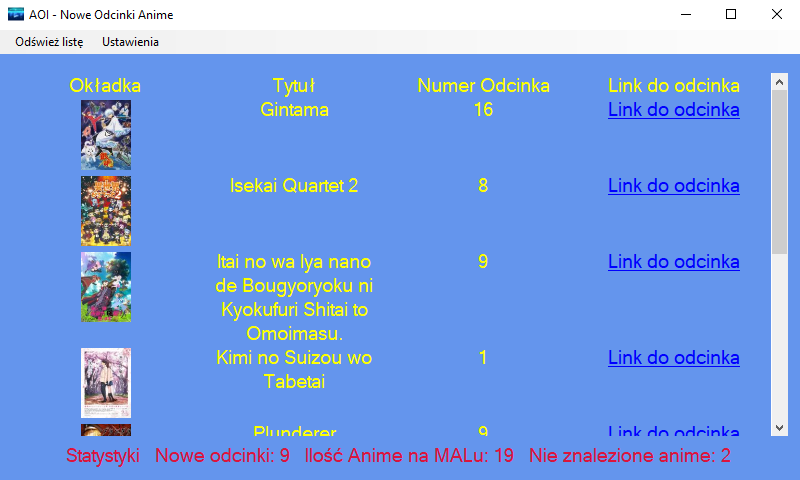 AOI - Nowe Odcinki Anime
Odśwież listę Ustawienia
Okładka Tytuł Numer Odcinka Link do odcinka
Gintama 16 Link do odcinka
Isekai Quartet 2 8 Link do odcinka
Itai no wa Iya nano 9 Link do odcinka
de Bougyoryoku ni
Kyokufuri Shitai to
Omoimasu.
Kimi no Suizou wo 1 Link do odcinka
Tabetai
Plunderer 9 Link do odcinka
Statystyki Nowe odcinki: 9 Ilość Anime na MALu: 19 Nie znalezione anime: 2